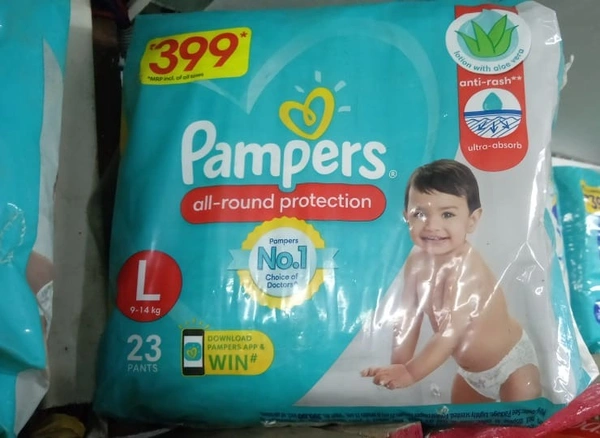 ₹399*
*MRP incl. of all taxes
lotion with aloe vera
anti-rash**
ultra-absorb
Pampers®
all-round protection
Pampers
No.1
Choice of
Doctors^
L
9-14 kg
23
PANTS
DOWNLOAD
PAMPERS APP &
WIN#